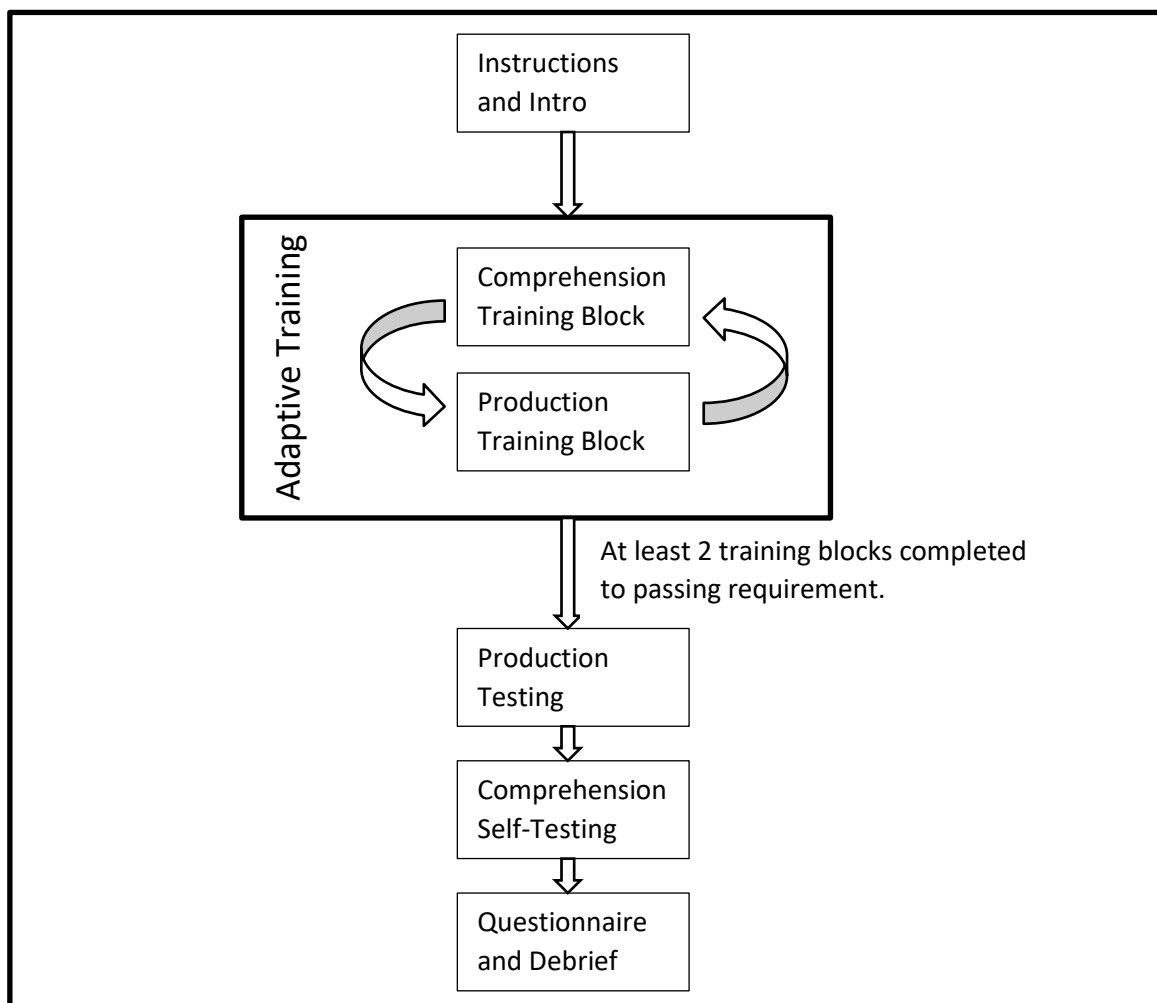 Instructions
and Intro
Adaptive Training
Comprehension
Training Block
Production
Training Block
At least 2 training blocks completed
to passing requirement.
Production
Testing
Comprehension
Self-Testing
Questionnaire
and Debrief